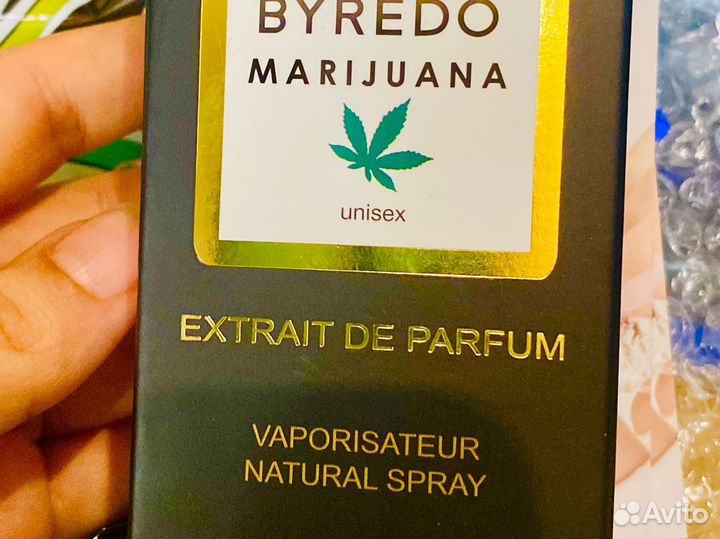 BYREDO
MARIJUANA
unisex
EXTRAIT DE PARFUM
VAPORISATEUR
NATURAL SPRAY
Avito